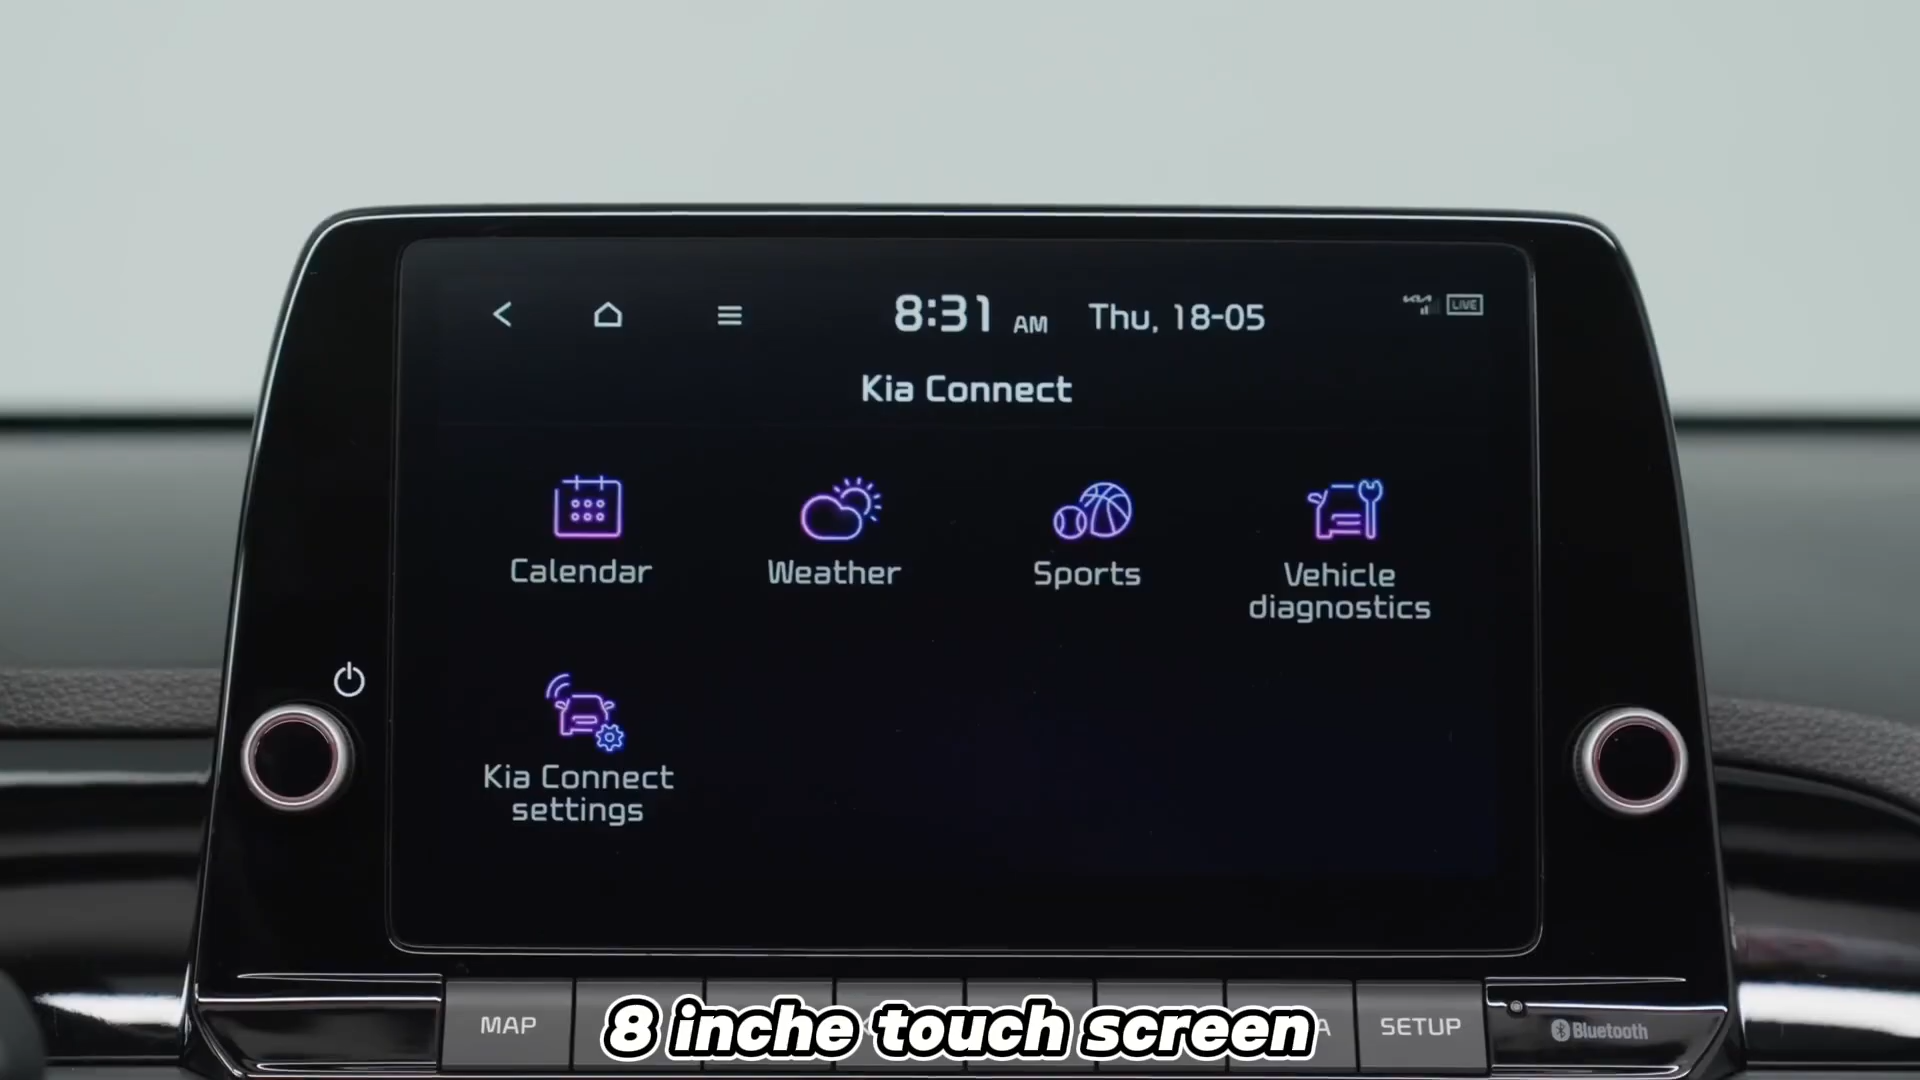 8:31 AM Thu, 18-05
KIA LIVE
Kia Connect
Calendar
Weather
Sports
Vehicle
diagnostics
Kia Connect
settings
MAP
SETUP
Bluetooth
8 inche touch screen